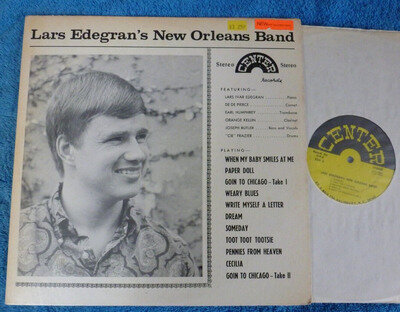 Lars Edegran's New Orleans Band
Stereo CENTER Stereo
Records
FEATURING—
LARS IVAR EDEGRAN Piano
DE DE PIERCE Cornet
EARL HUMPHREY Trombone
ORANGE KELLIN Clarinet
JOSEPH BUTLER Bass and Vocals
"CIE" FRAZIER Drums
PLAYING—
WHEN MY BABY SMILES AT ME
PAPER DOLL
GOIN TO CHICAGO - Take I
WEARY BLUES
WRITE MYSELF A LETTER
DREAM
SOMEDAY
TOOT TOOT TOOTSIE
PENNIES FROM HEAVEN
CECILIA
GOIN TO CHICAGO - Take II
CENTER